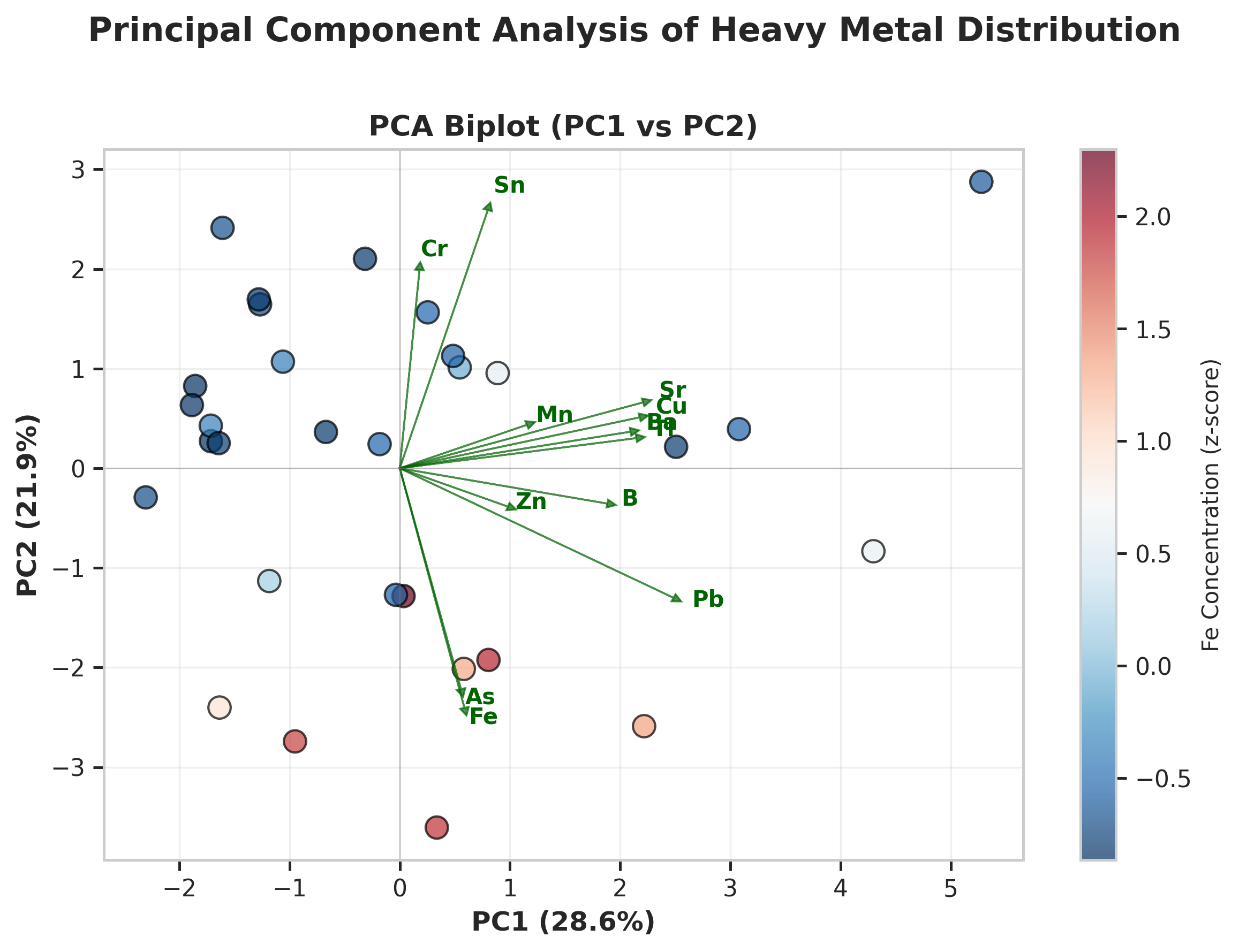 Principal Component Analysis of Heavy Metal Distribution
PCA Biplot (PC1 vs PC2)
3
2
1
0
−1
−2
−3
PC2 (21.9%)
Sn
Cr
Sr
Cu
Mn
Ba
Zn
B
Pb
As
Fe
−2
−1
0
1
2
3
4
5
PC1 (28.6%)
2.0
1.5
1.0
0.5
0.0
−0.5
Fe Concentration (z-score)